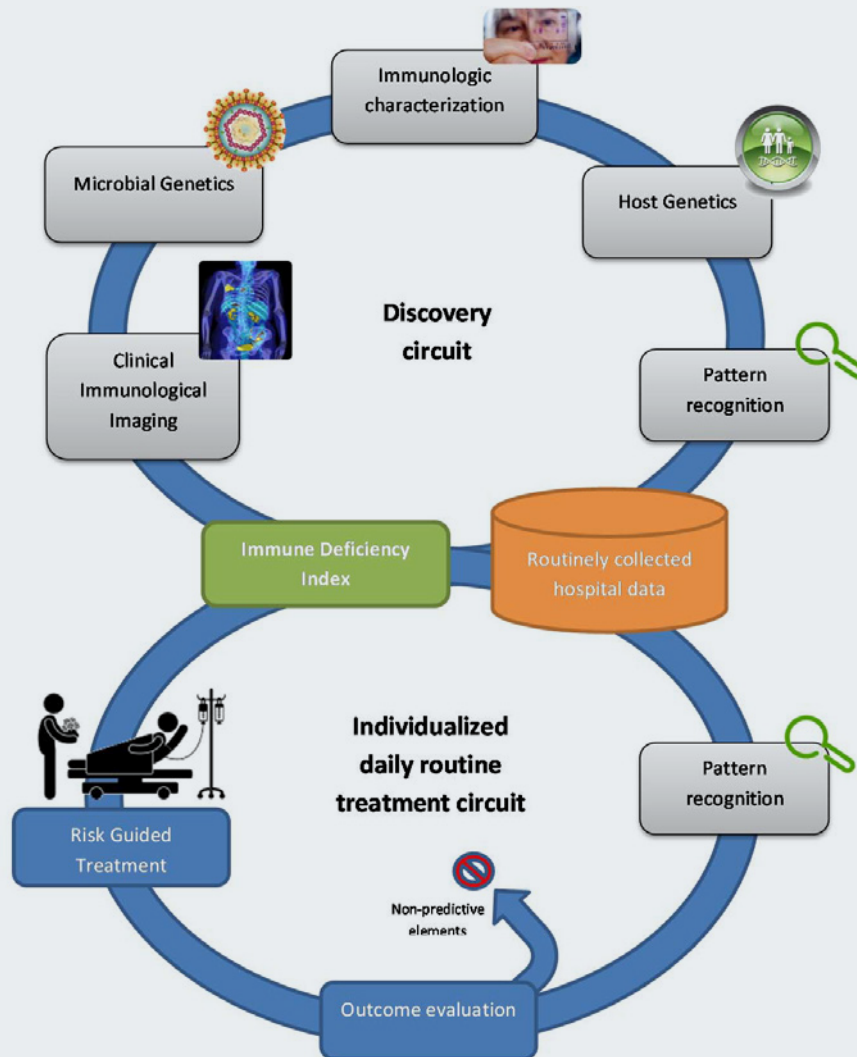 Immunologic
characterization
Microbial Genetics
Host Genetics
Discovery
circuit
Clinical
Immunological
Imaging
Pattern
recognition
Immune Deficiency
Index
Routinely collected
hospital data
Individualized
daily routine
treatment circuit
Pattern
recognition
Risk Guided
Treatment
Non-predictive
elements
Outcome evaluation